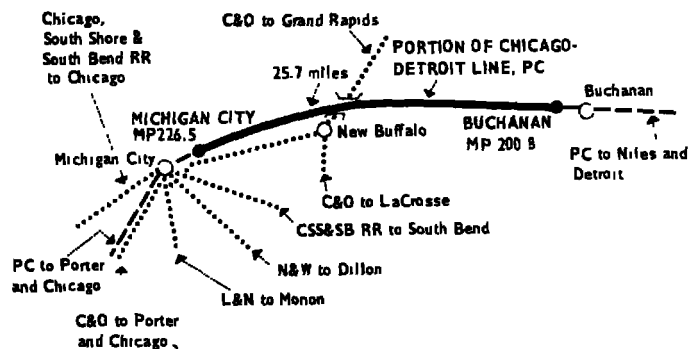 Chicago,
South Shore &
South Bend RR
to Chicago
C&O to Grand Rapids
PORTION OF CHICAGO-
DETROIT LINE, PC
25.7 miles
MICHIGAN CITY
MP 226.5
Michigan City
New Buffalo
BUCHANAN
MP 200 8
Buchanan
PC to Niles and
Detroit
C&O to LaCrosse
CSS&SB RR to South Bend
N&W to Dillon
L&N to Monon
PC to Porter
and Chicago
C&O to Porter
and Chicago